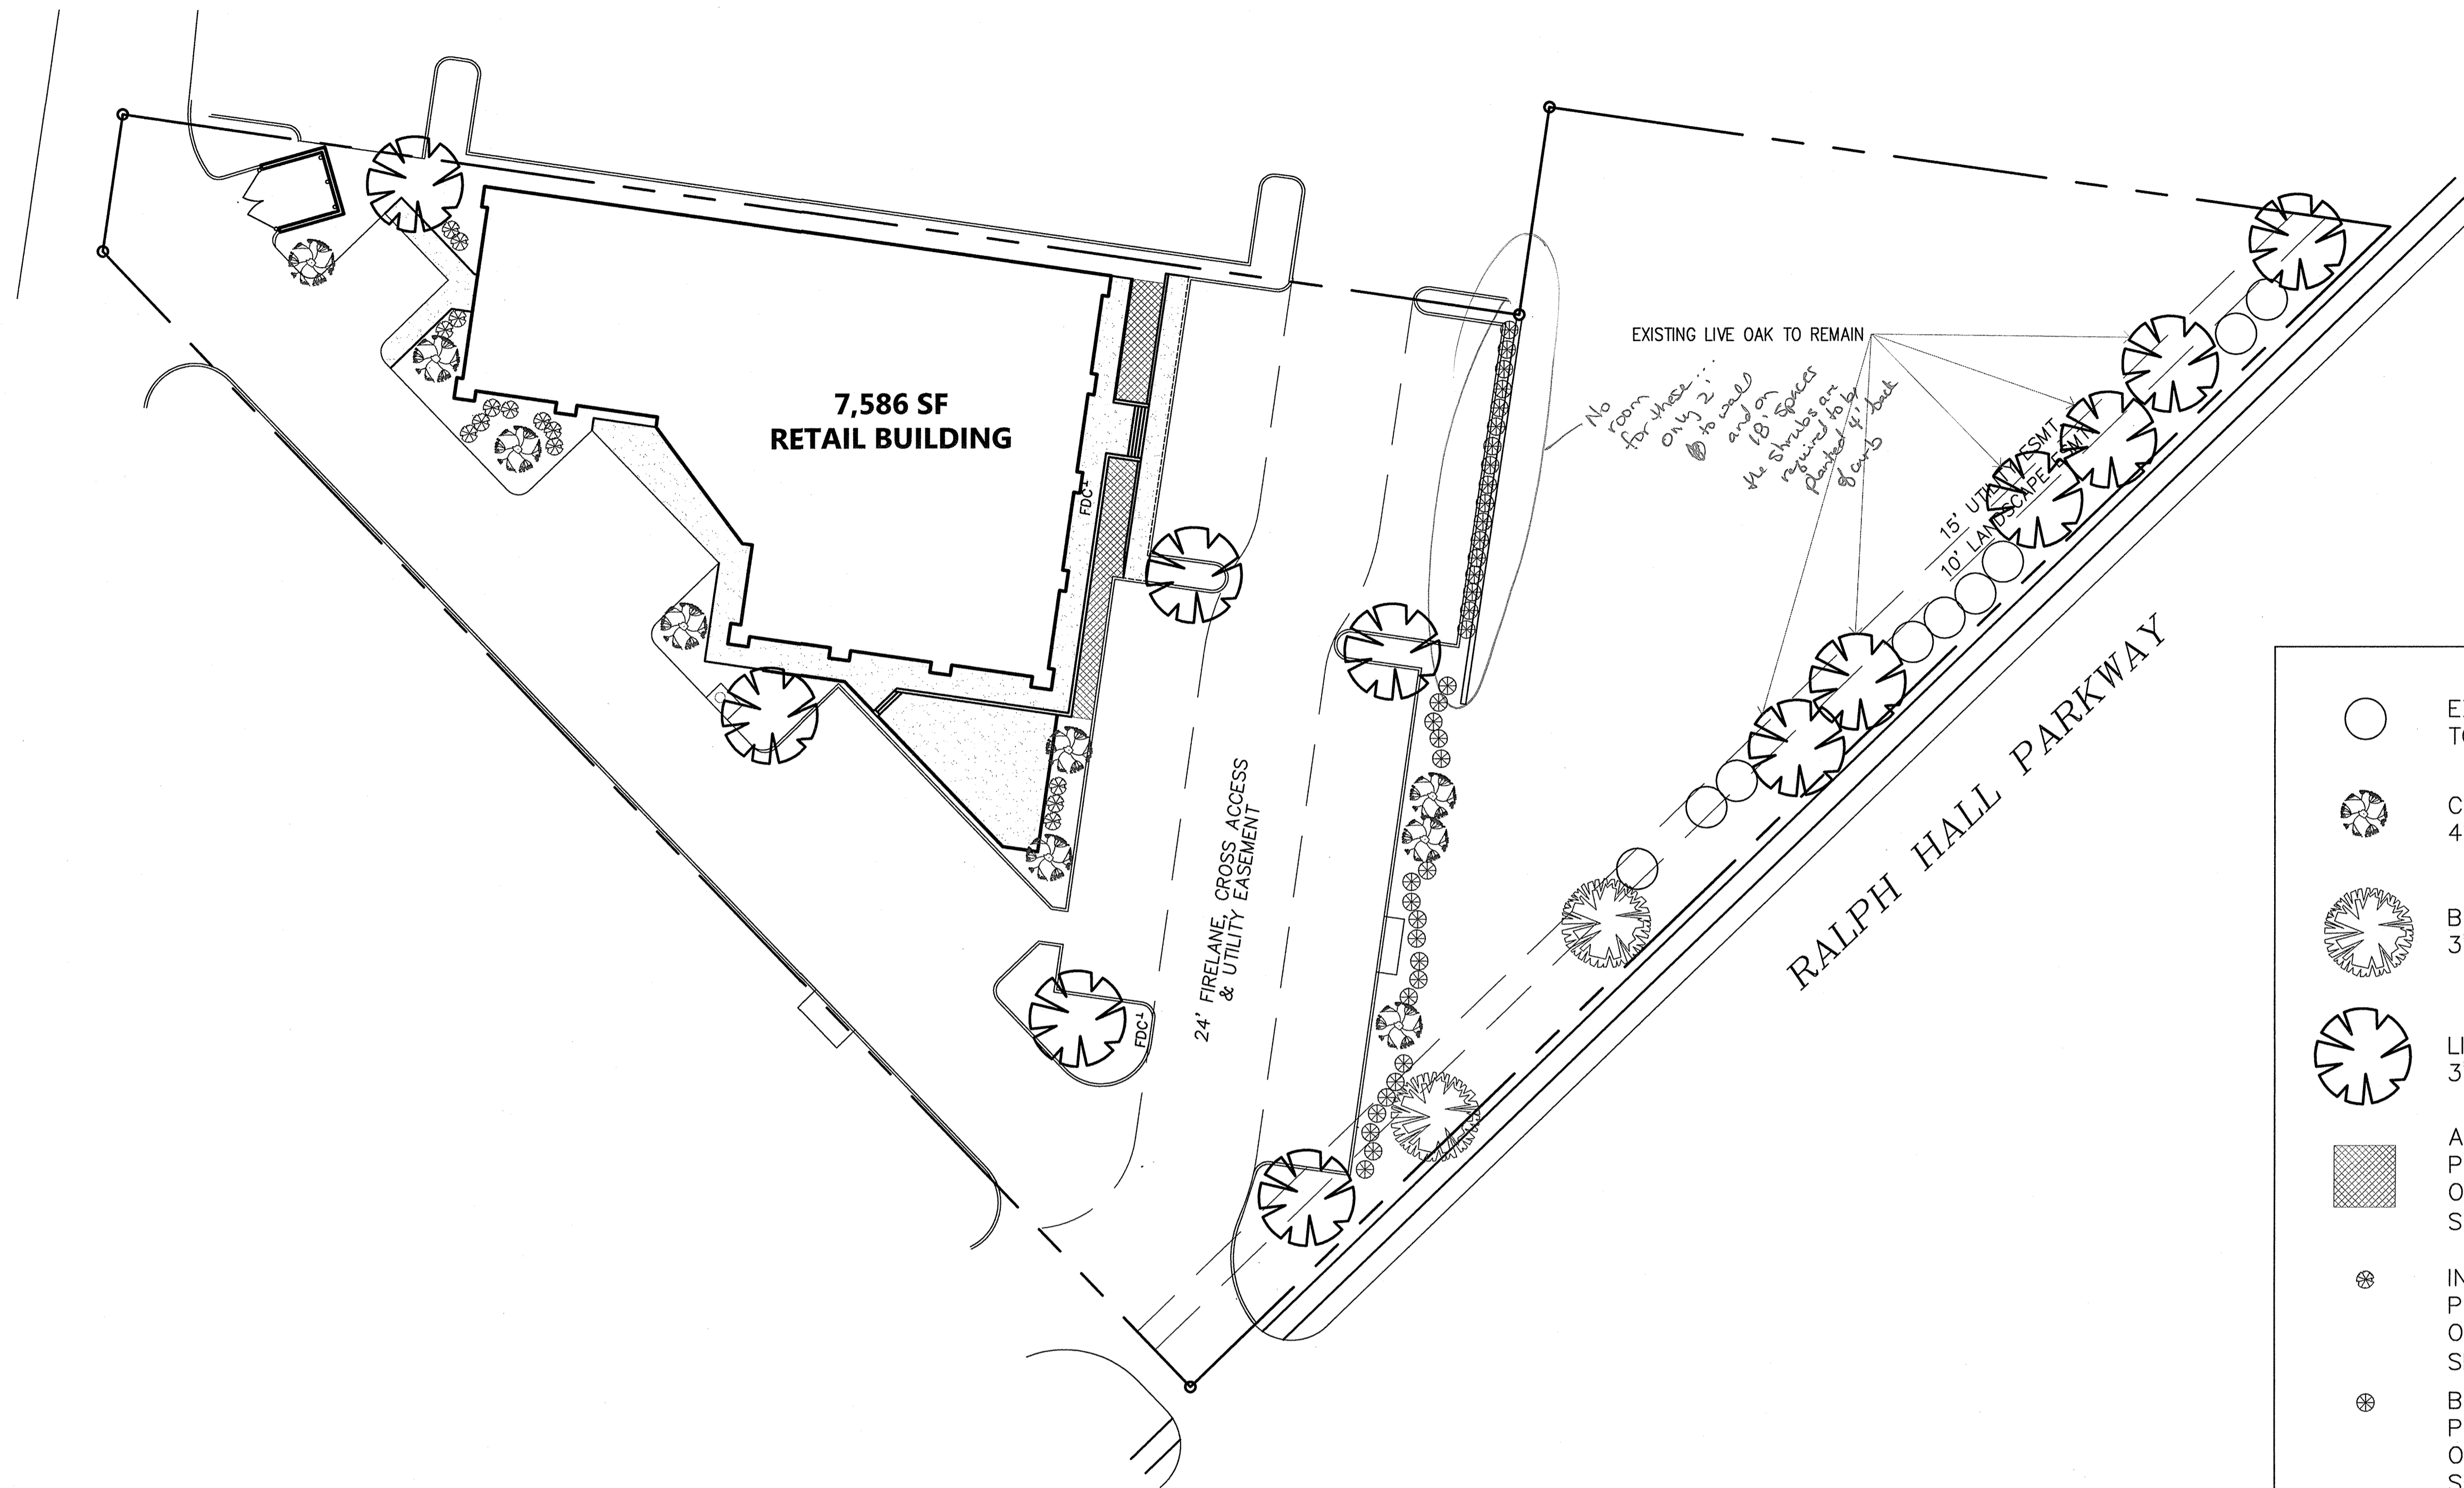 7,586 SF
RETAIL BUILDING
FDC
EXISTING LIVE OAK TO REMAIN
No
room
for these...
only 2'
to wall
and on
18' spaces
the shrubs are
required to be
planted 4' back
of curb
15' UTILITY ESMT
10' LANDSCAPE ESMT
RALPH HALL PARKWAY
24' FIRELANE, CROSS ACCESS
& UTILITY EASEMENT
FDC
E
T
C
4
B
3
LI
3
A
P
O
S
IN
P
O
S
B
P
O
S